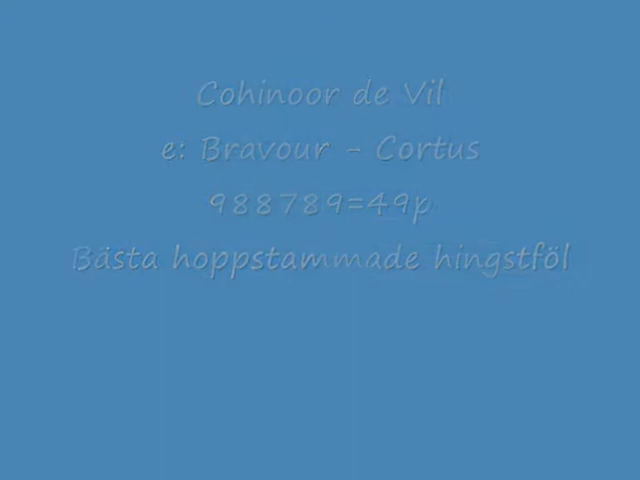 Cohinoor de Vil
e: Bravour - Cortus
988789=49p
Bästa hoppstammade hingstföl